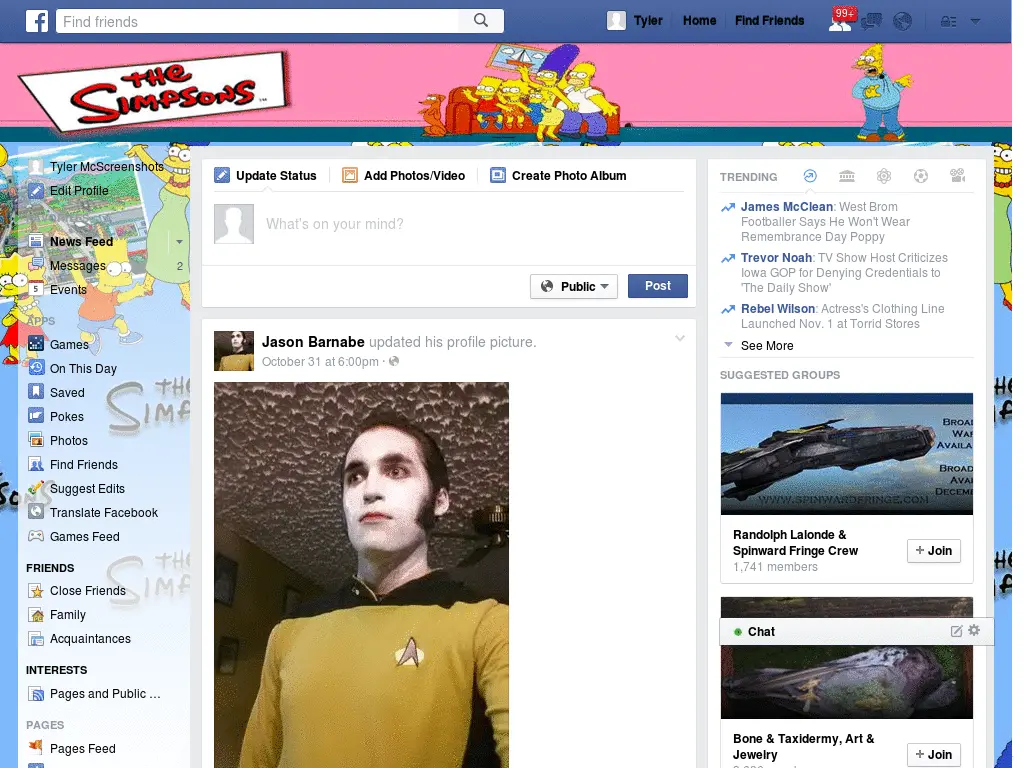 Find friends
Tyler
Home
Find Friends
99+
THE
SIMPSONS
TM
Tyler McScreenshots
Edit Profile
News Feed
Messages
2
5
Events
APPS
Games
On This Day
Saved
Pokes
Photos
Find Friends
Suggest Edits
Translate Facebook
Games Feed
FRIENDS
Close Friends
Family
Acquaintances
INTERESTS
Pages and Public ...
PAGES
Pages Feed
Update Status
Add Photos/Video
Create Photo Album
What's on your mind?
Public
Post
Jason Barnabe updated his profile picture.
October 31 at 6:00pm ·
TRENDING
James McClean: West Brom
Footballer Says He Won't Wear
Remembrance Day Poppy
Trevor Noah: TV Show Host Criticizes
Iowa GOP for Denying Credentials to
'The Daily Show'
Rebel Wilson: Actress's Clothing Line
Launched Nov. 1 at Torrid Stores
See More
SUGGESTED GROUPS
BROAD
WA
AVAILA
BROAD
AVA
DECEME
WWW.SPINWARDFRINGE.COM
Randolph Lalonde &
Spinward Fringe Crew
+ Join
1,741 members
Chat
Bone & Taxidermy, Art &
Jewelry
+ Join